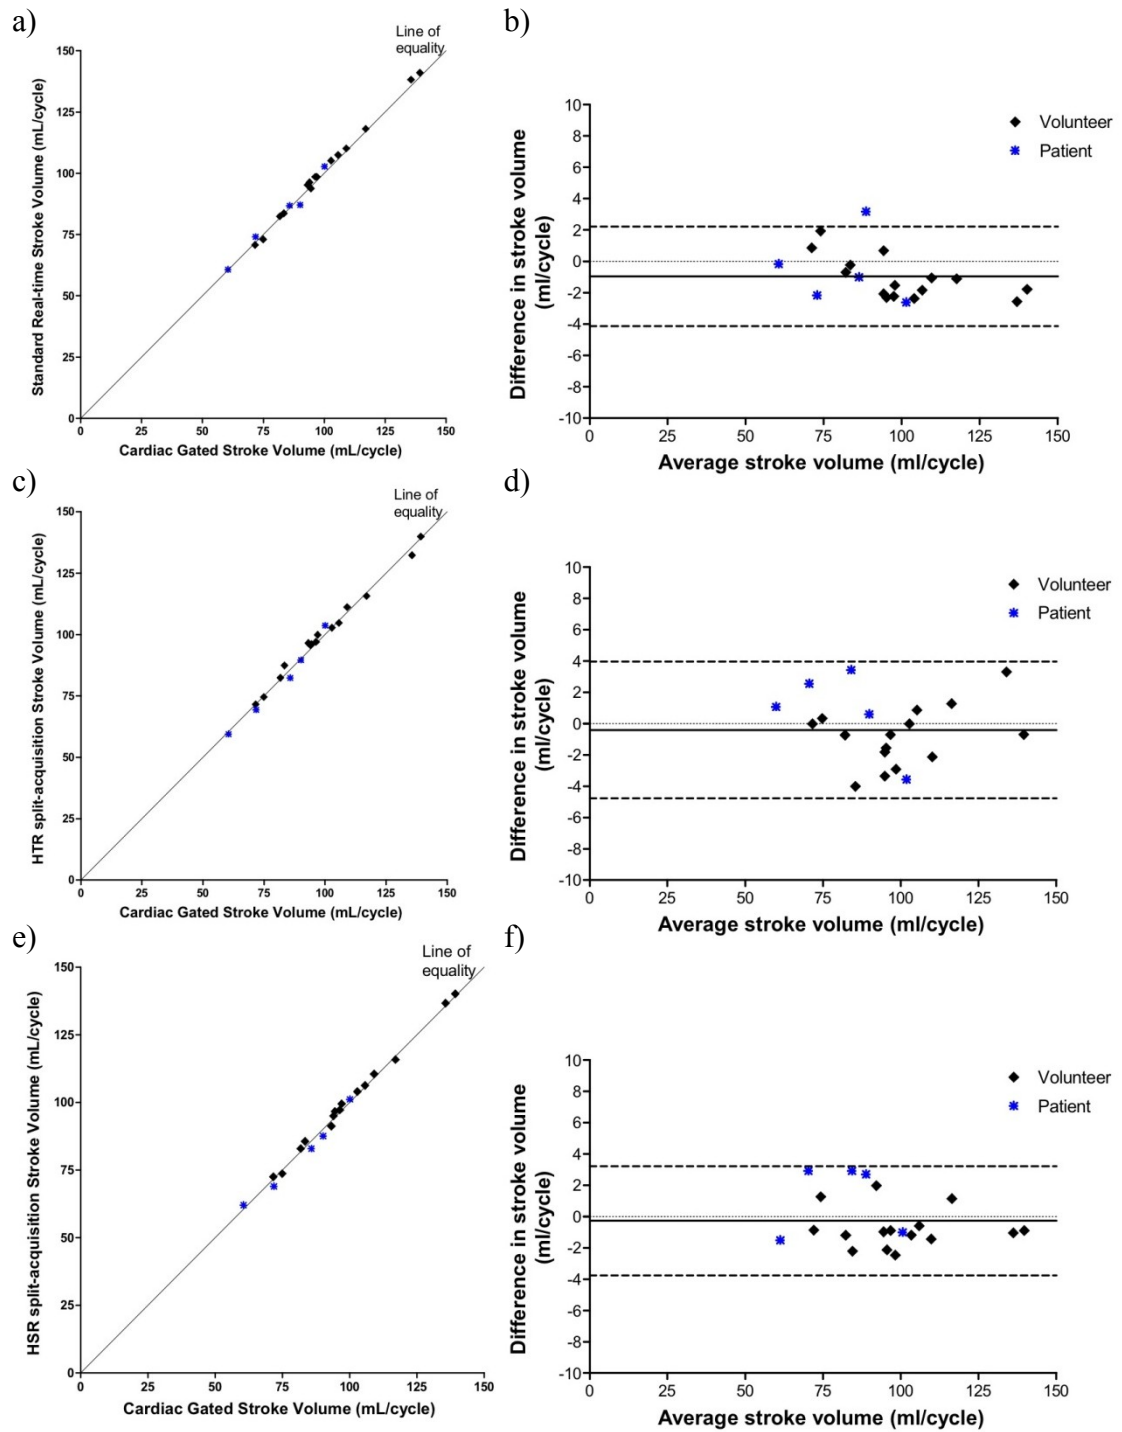 a)
Line of
equality
150
125
100
75
50
25
0
0 25 50 75 100 125 150
Standard Real-time Stroke Volume (mL/cycle)
Cardiac Gated Stroke Volume (mL/cycle)
b)
10
8
6
4
2
0
-2
-4
-6
-8
-10
0 25 50 75 100 125 150
Difference in stroke volume
(ml/cycle)
Average stroke volume (ml/cycle)
Volunteer
Patient
c)
Line of
equality
150
125
100
75
50
25
0
0 25 50 75 100 125 150
HTR split-acquisition Stroke Volume (mL/cycle)
Cardiac Gated Stroke Volume (mL/cycle)
d)
10
8
6
4
2
0
-2
-4
-6
-8
-10
0 25 50 75 100 125 150
Difference in stroke volume
(ml/cycle)
Average stroke volume (ml/cycle)
Volunteer
Patient
e)
Line of
equality
150
125
100
75
50
25
0
0 25 50 75 100 125 150
HSR split-acquisition Stroke Volume (mL/cycle)
Cardiac Gated Stroke Volume (mL/cycle)
f)
10
8
6
4
2
0
-2
-4
-6
-8
-10
0 25 50 75 100 125 150
Difference in stroke volume
(ml/cycle)
Average stroke volume (ml/cycle)
Volunteer
Patient